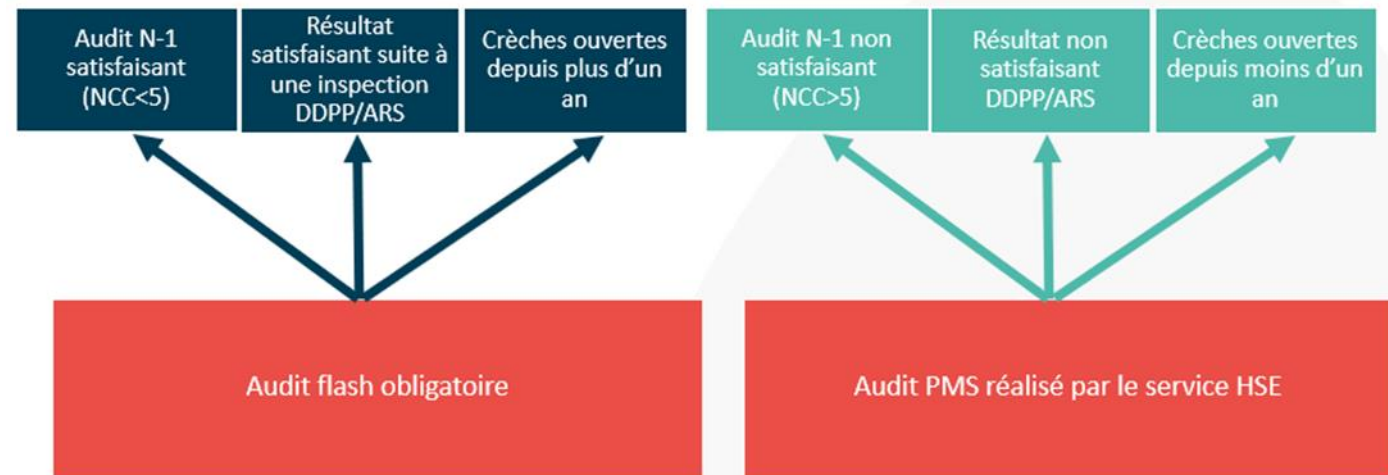 Audit N-1
satisfaisant
(NCC<5)
Résultat
satisfaisant suite à
une inspection
DDPP/ARS
Crèches ouvertes
depuis plus d’un
an
Audit N-1 non
satisfaisant
(NCC>5)
Résultat non
satisfaisant
DDPP/ARS
Crèches ouvertes
depuis moins d’un
an
Audit flash obligatoire
Audit PMS réalisé par le service HSE